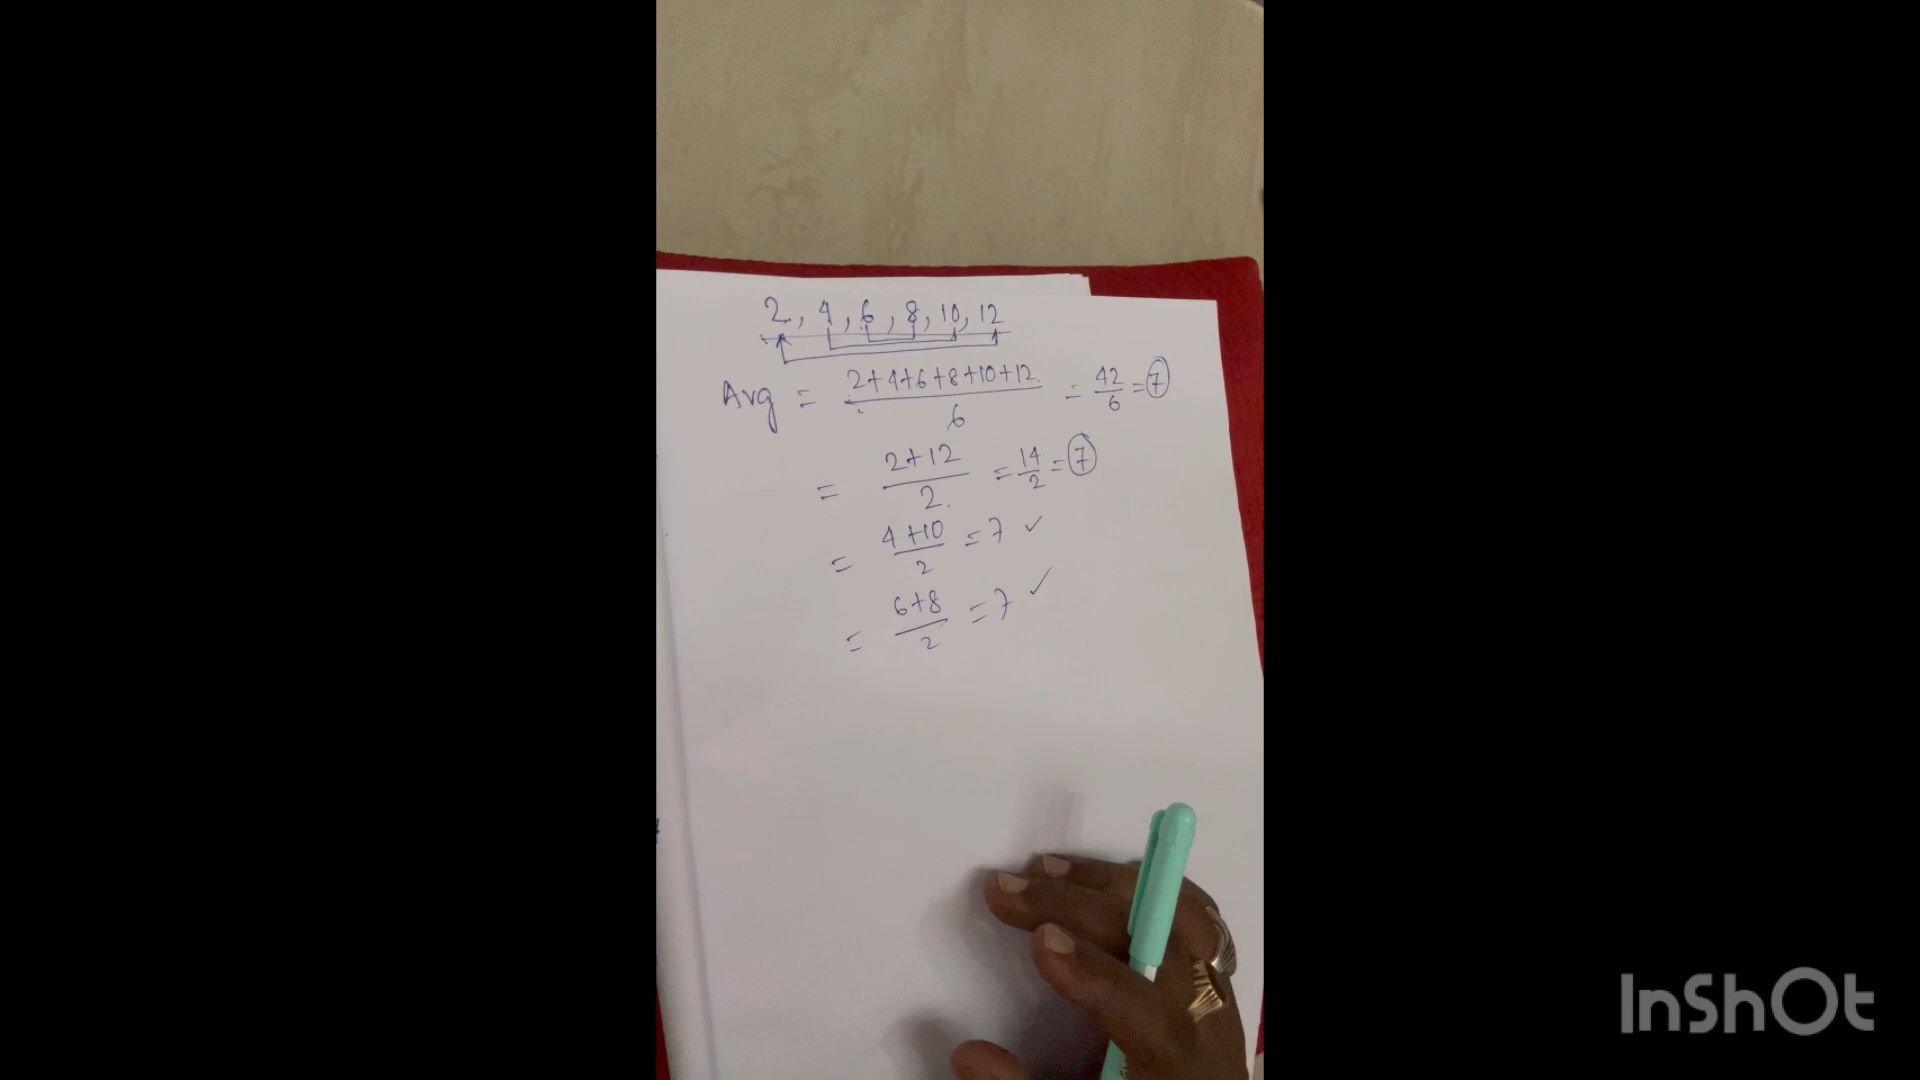 2, 4, 6, 8, 10, 12
Avg = 2+4+6+8+10+12 / 6 = 42/6 = 7
= 2+12 / 2 = 14/2 = 7
= 4+10 / 2 = 7 ✓
= 6+8 / 2 = 7 ✓
InShOt